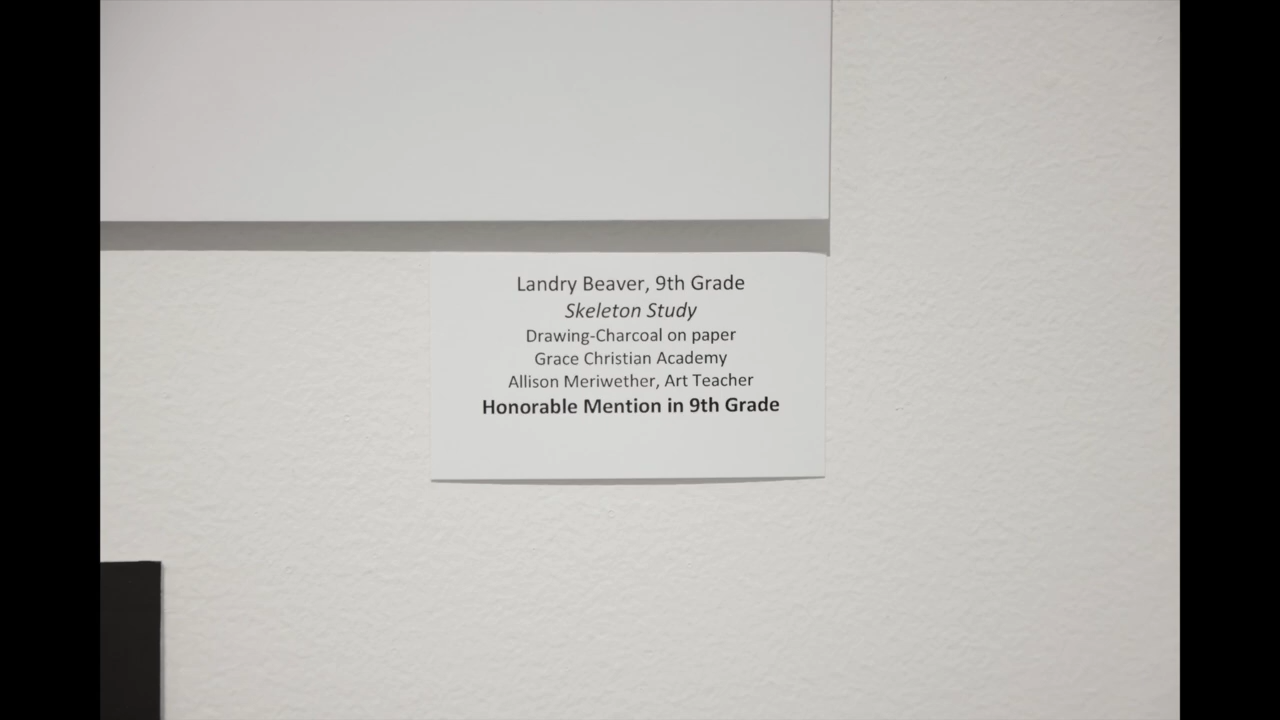 Landry Beaver, 9th Grade
Skeleton Study
Drawing-Charcoal on paper
Grace Christian Academy
Allison Meriwether, Art Teacher
Honorable Mention in 9th Grade